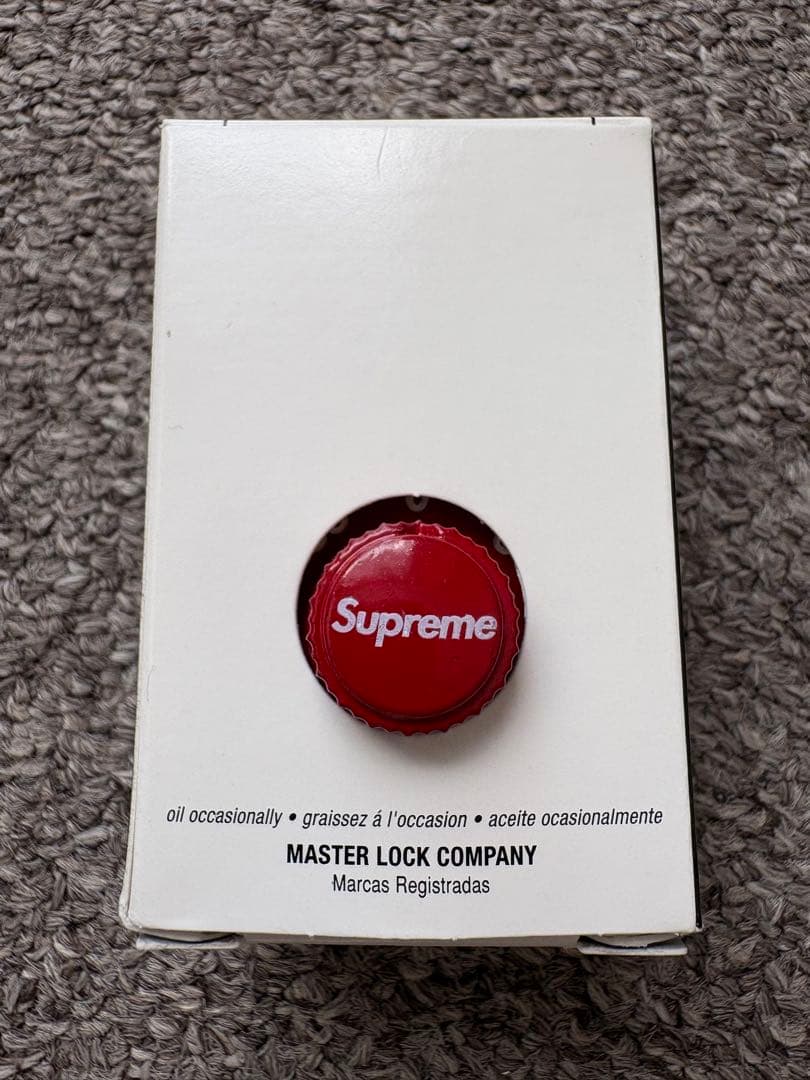 Supreme
oil occasionally • graissez á l'occasion • aceite ocasionalmente
MASTER LOCK COMPANY
Marcas Registradas